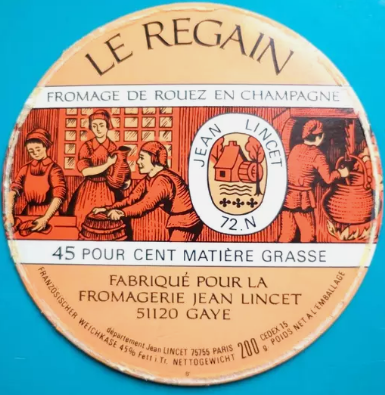 LE REGAIN
FROMAGE DE ROUEZ EN CHAMPAGNE
JEAN LINCET
72.N
45 POUR CENT MATIÈRE GRASSE
FABRIQUÉ POUR LA
FROMAGERIE JEAN LINCET
51120 GAYE
département Jean LINCET 75755 PARIS CEDEX 15
FRANZÖSISCHER WEICHKÄSE 45% Fett i. Tr. NETTOGEWICHT 200 g. POIDS NET A L'EMBALLAGE